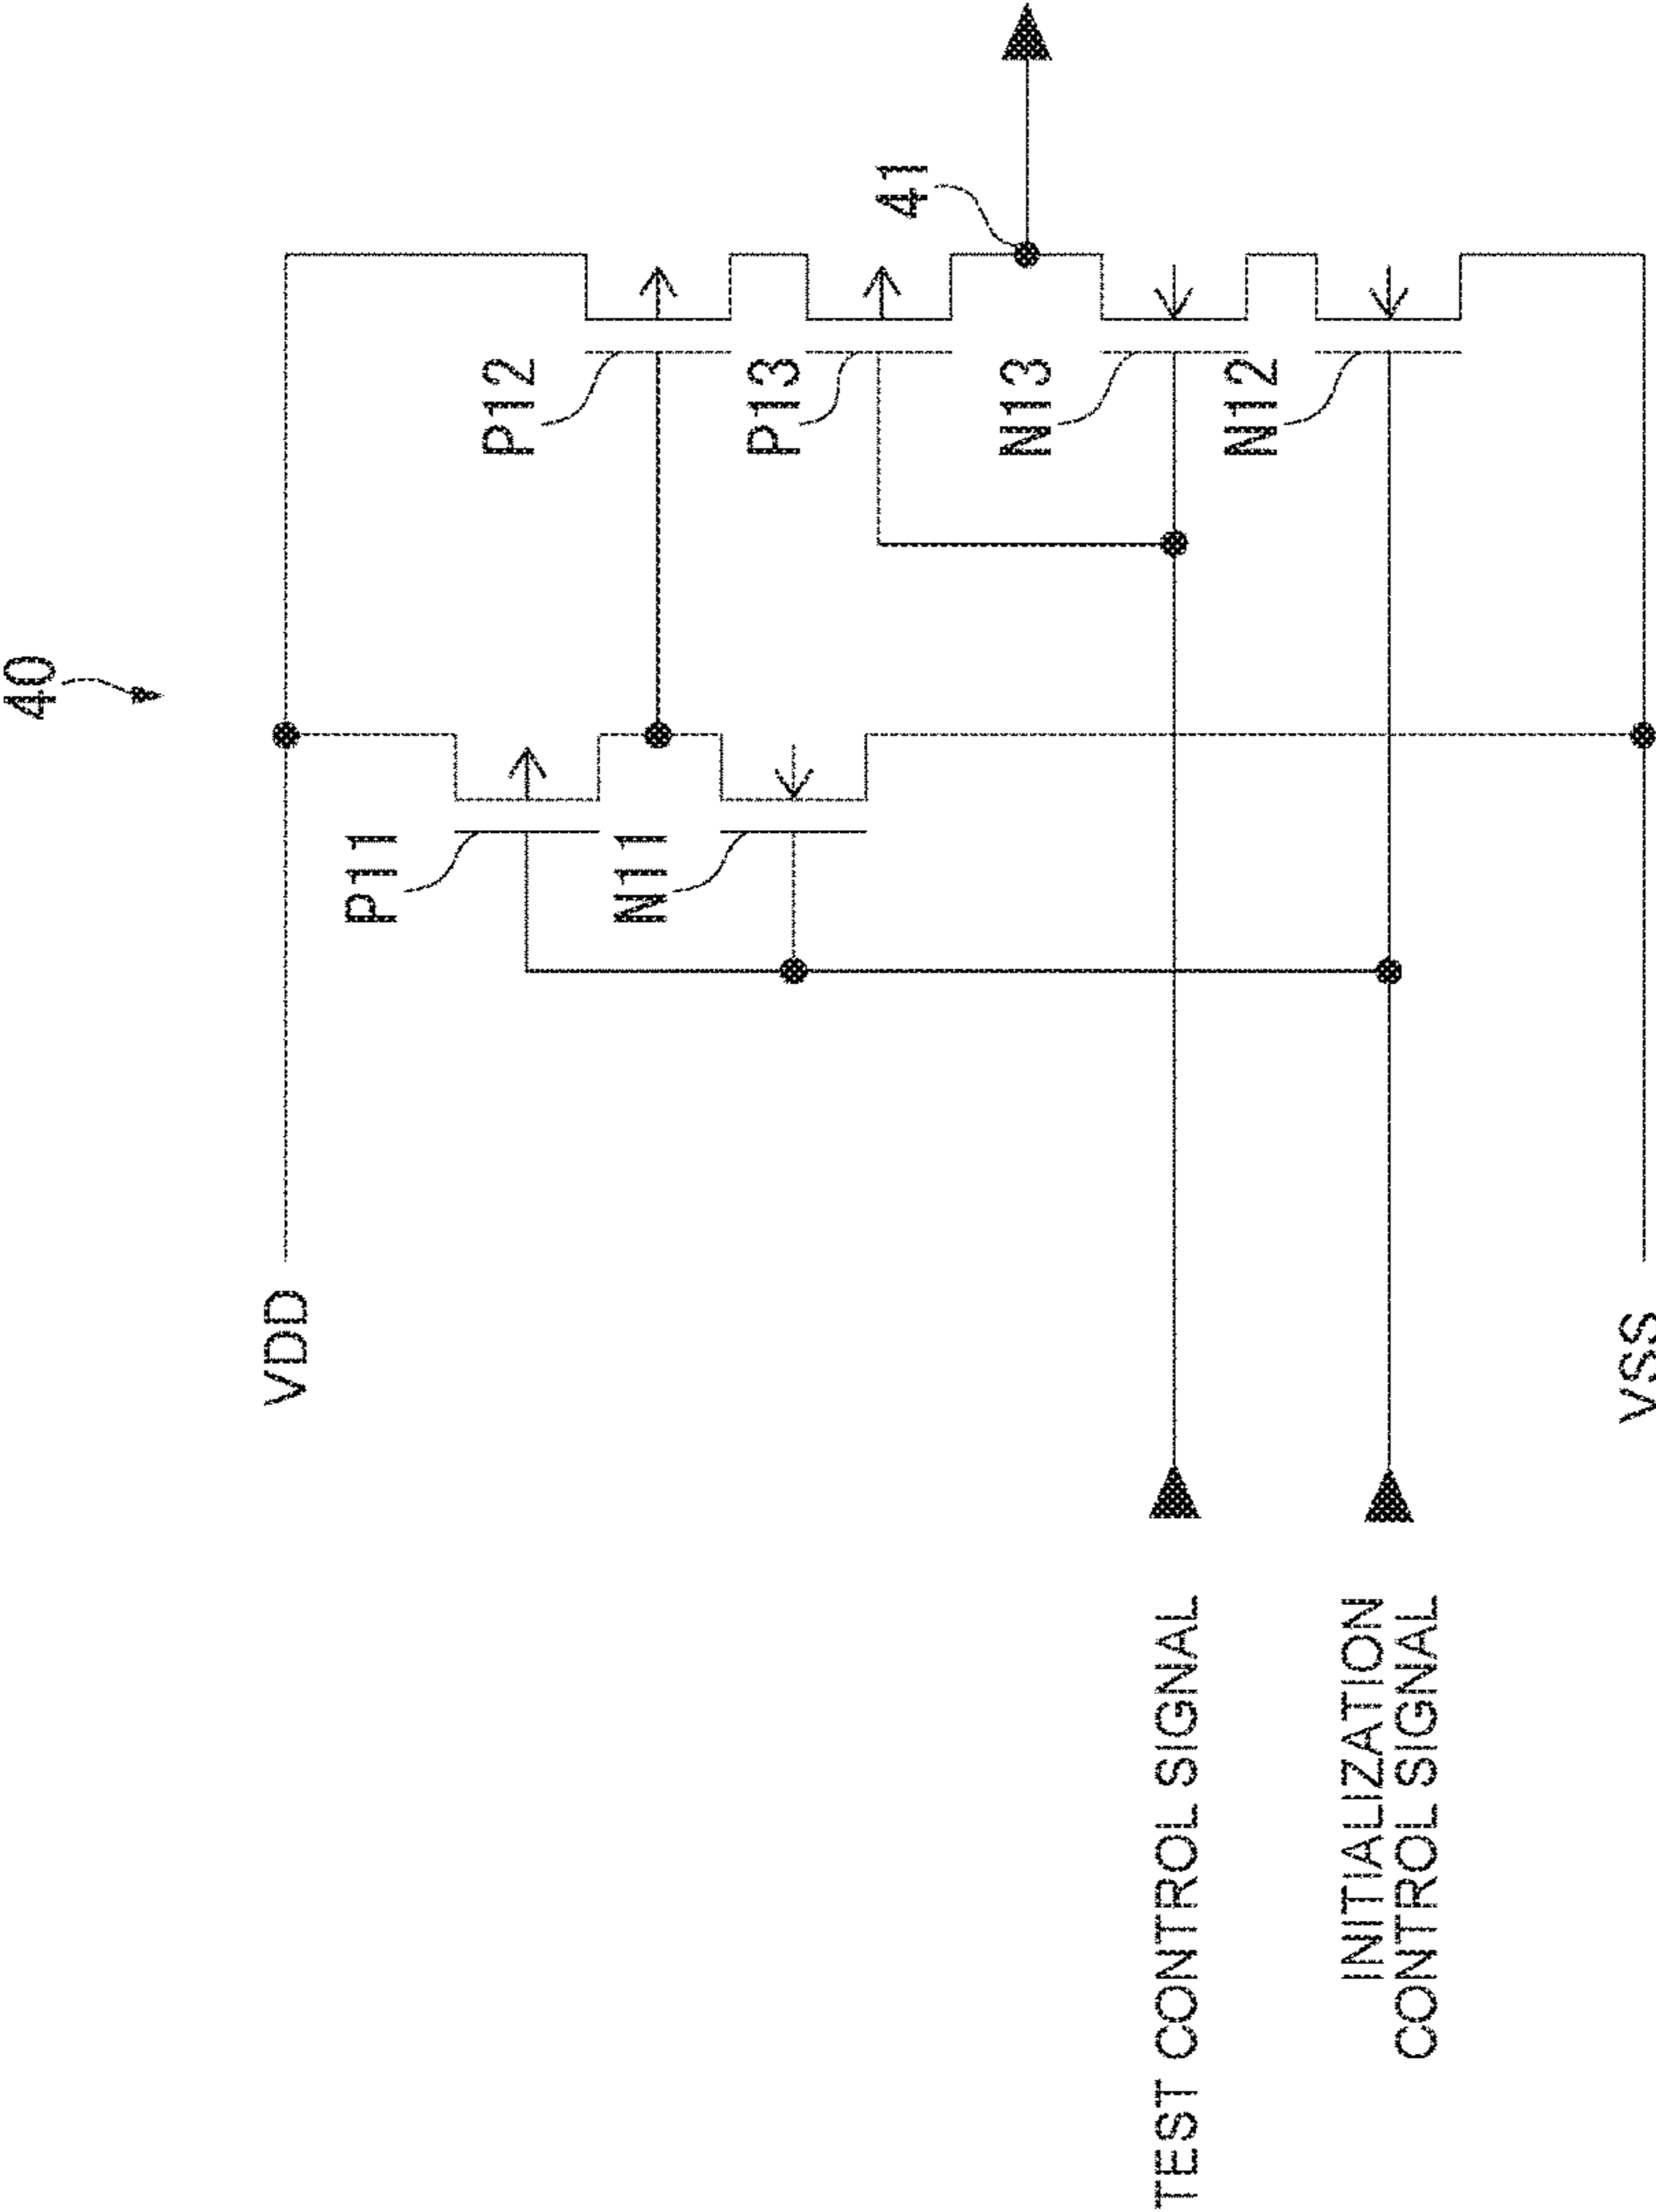 40
VDD
P11
P12
N11
P13
41
N13
N12
TEST CONTROL SIGNAL
INITIALIZATION
CONTROL SIGNAL
VSS